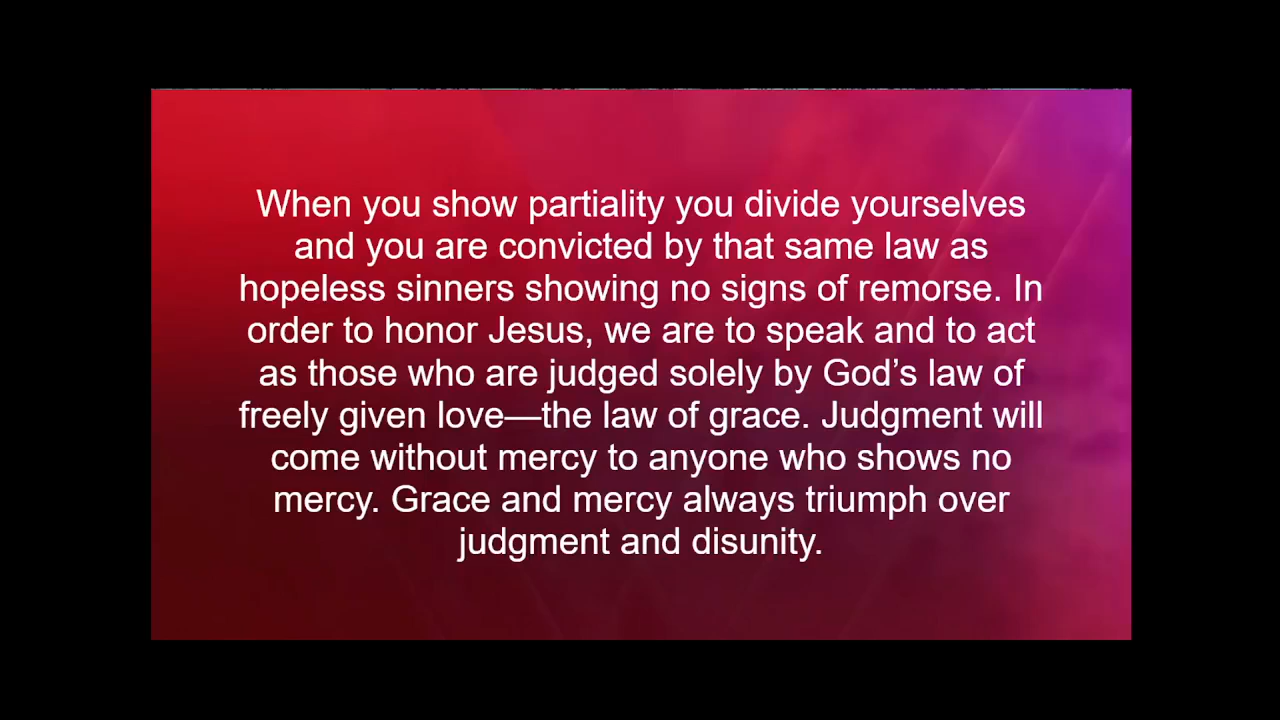 When you show partiality you divide yourselves
and you are convicted by that same law as
hopeless sinners showing no signs of remorse. In
order to honor Jesus, we are to speak and to act
as those who are judged solely by God’s law of
freely given love—the law of grace. Judgment will
come without mercy to anyone who shows no
mercy. Grace and mercy always triumph over
judgment and disunity.